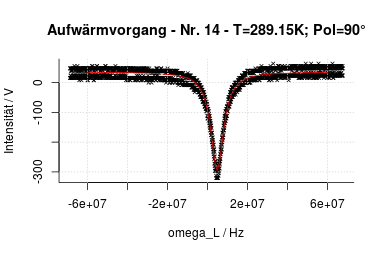 Aufwärmvorgang - Nr. 14 - T=289.15K; Pol=90°
Intensität / V
0
-100
-300
-6e+07 -2e+07 2e+07 6e+07
omega_L / Hz